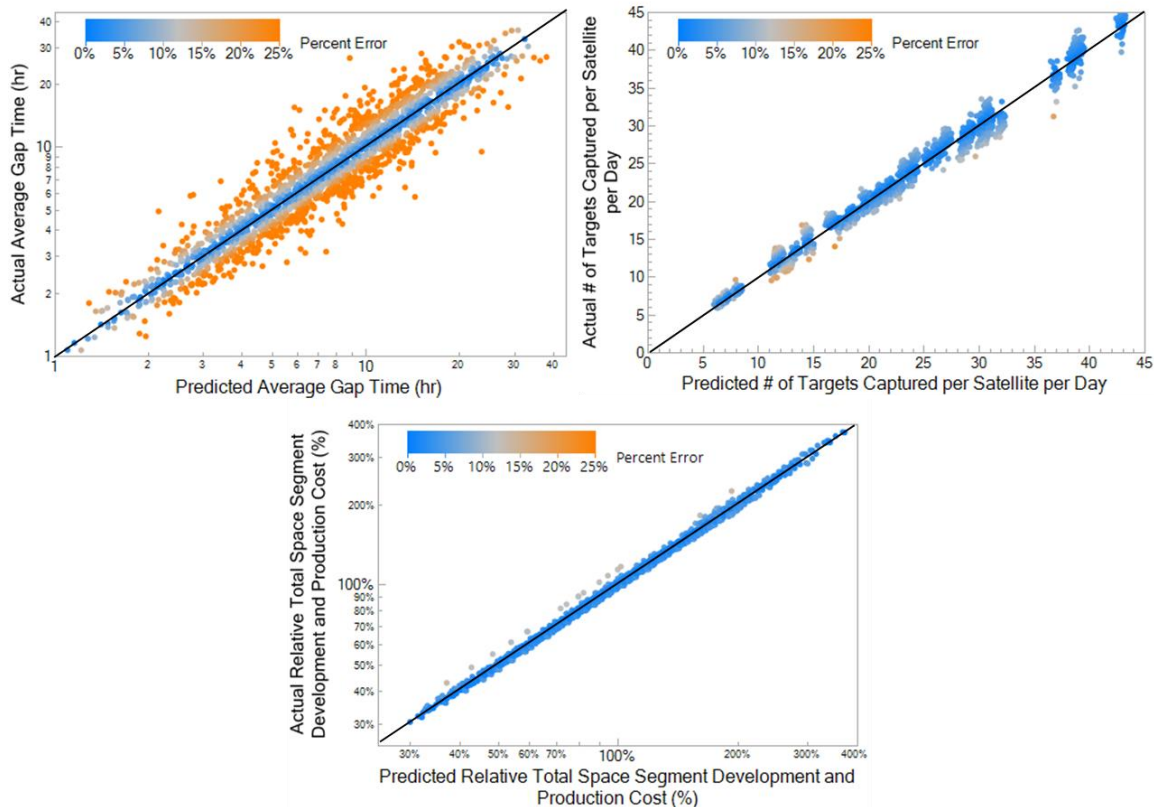 0% 5% 10% 15% 20% 25%
Percent Error
40
30
20
10
9
8
7
6
5
4
3
2
1
1 2 3 4 5 6 7 8 9 10 20 30 40
Actual Average Gap Time (hr)
Predicted Average Gap Time (hr)
0% 5% 10% 15% 20% 25%
Percent Error
45
40
35
30
25
20
15
10
5
0
0 5 10 15 20 25 30 35 40 45
Actual # of Targets Captured per Satellite
per Day
Predicted # of Targets Captured per Satellite per Day
0% 5% 10% 15% 20% 25%
Percent Error
400%
300%
200%
100%
90%
80%
70%
60%
50%
40%
30%
30% 40% 50% 60% 70% 100% 200% 300% 400%
Actual Relative Total Space Segment
Development and Production Cost (%)
Predicted Relative Total Space Segment Development and
Production Cost (%)